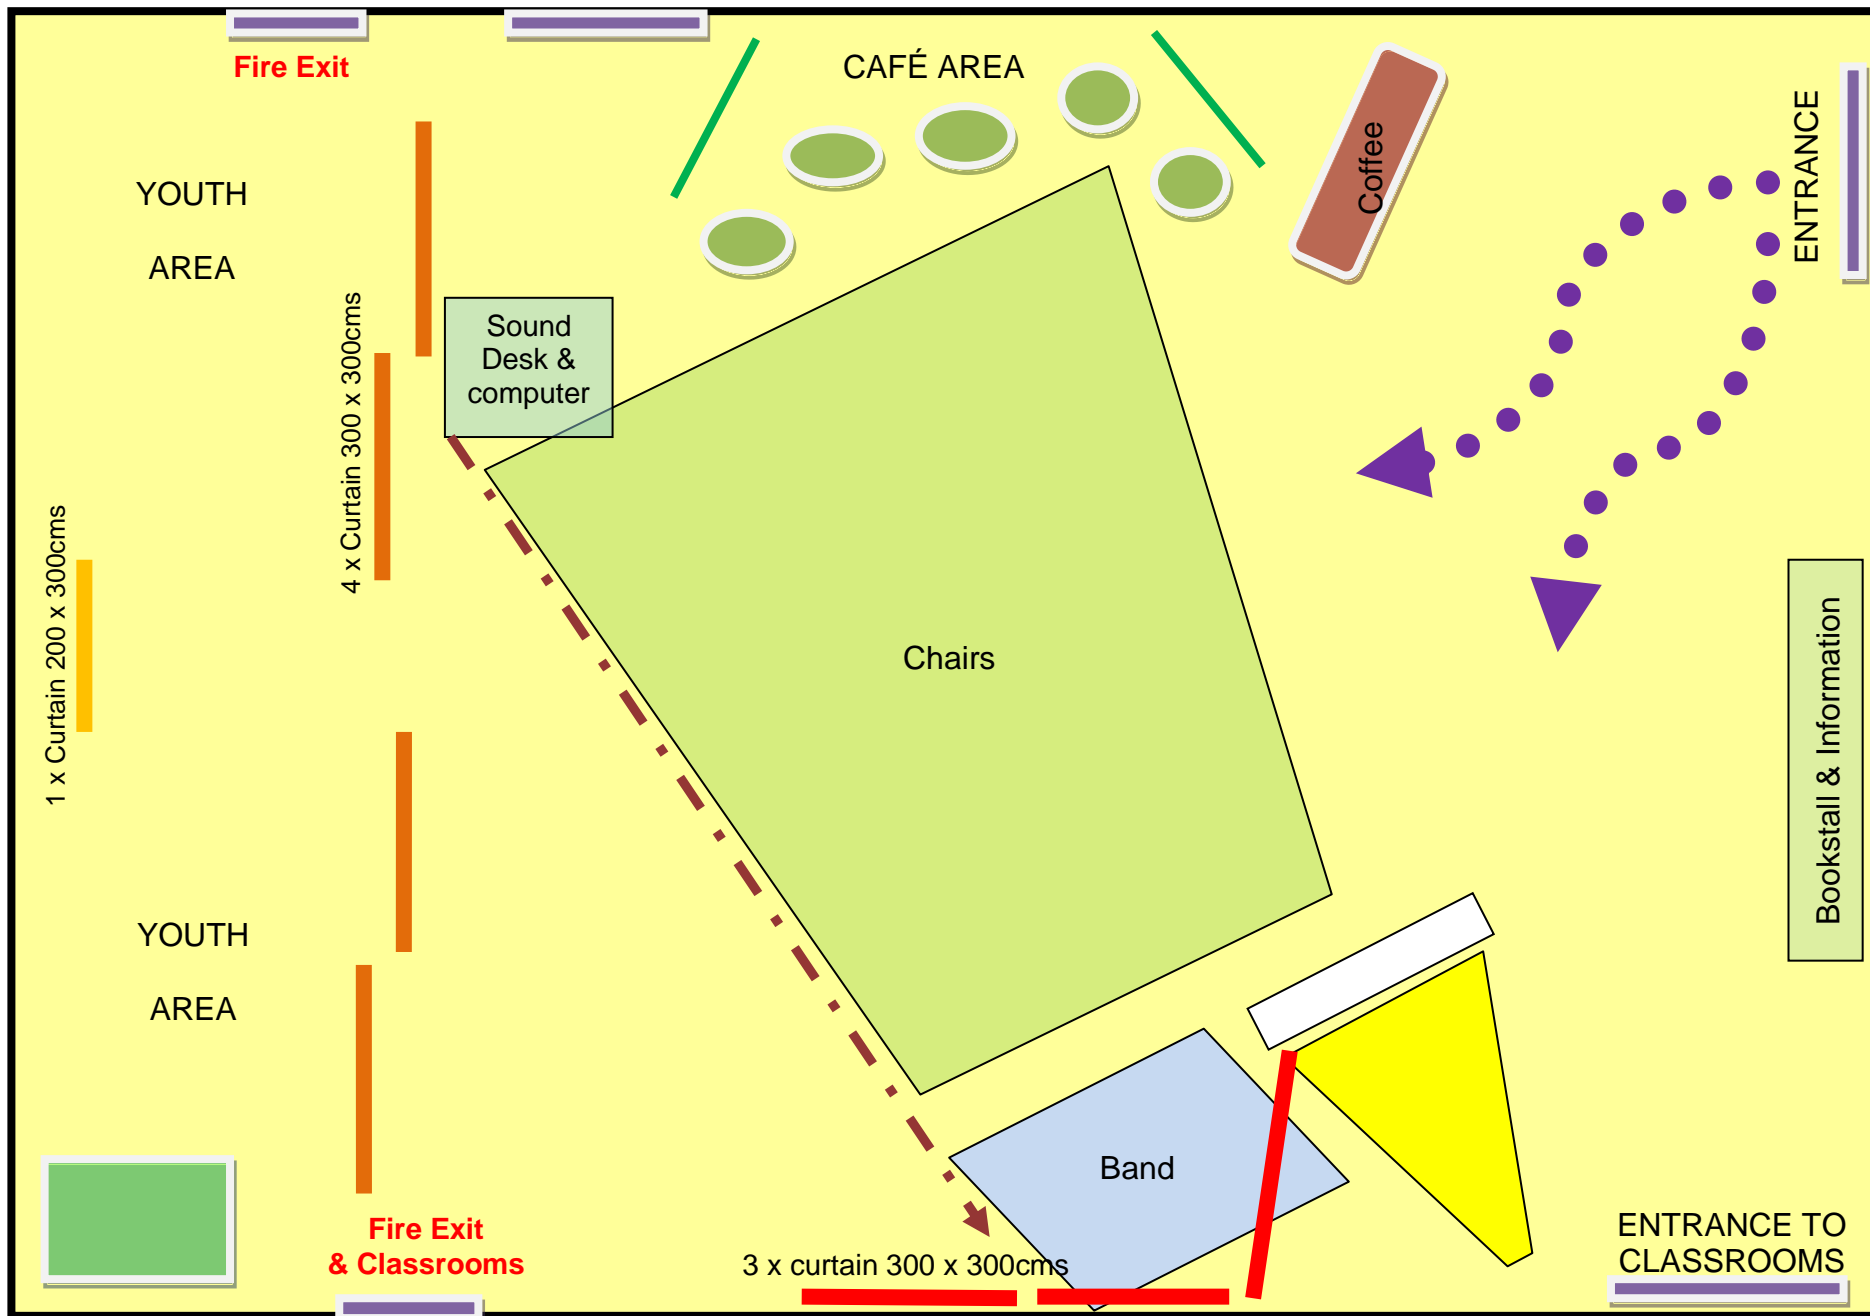 Fire Exit
CAFÉ AREA
ENTRANCE
Coffee
YOUTH
AREA
Sound
Desk &
computer
4 x Curtain 300 x 300cms
1 x Curtain 200 x 300cms
Chairs
Bookstall & Information
YOUTH
AREA
Band
Fire Exit
& Classrooms
3 x curtain 300 x 300cms
ENTRANCE TO
CLASSROOMS